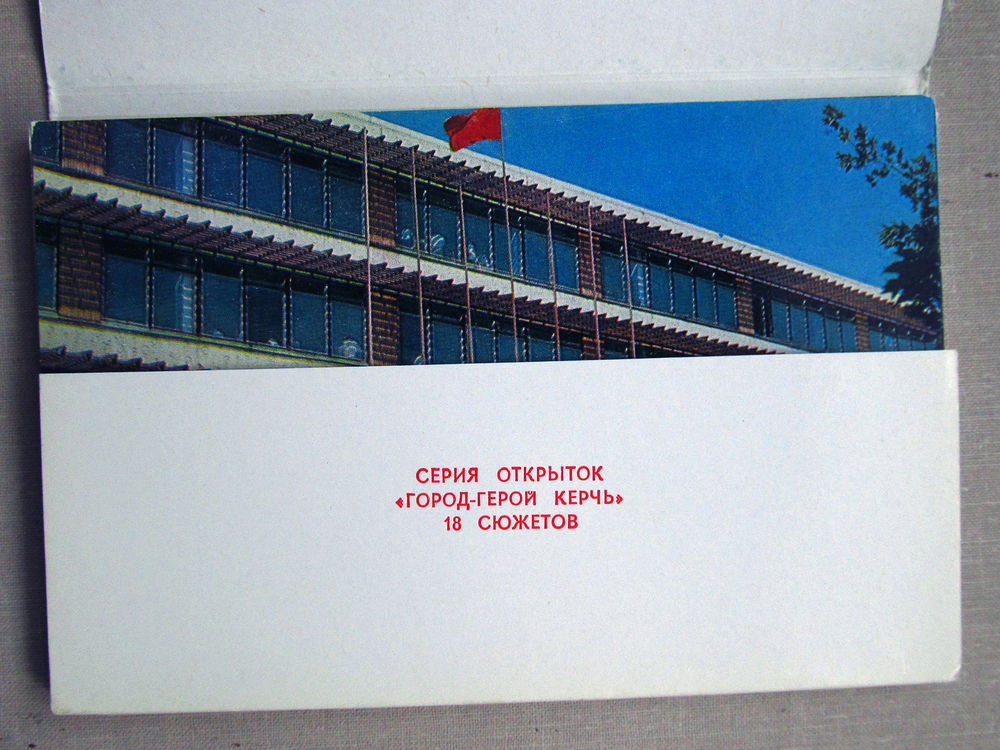 СЕРИЯ ОТКРЫТОК
«ГОРОД-ГЕРОЙ КЕРЧЬ»
18 СЮЖЕТОВ